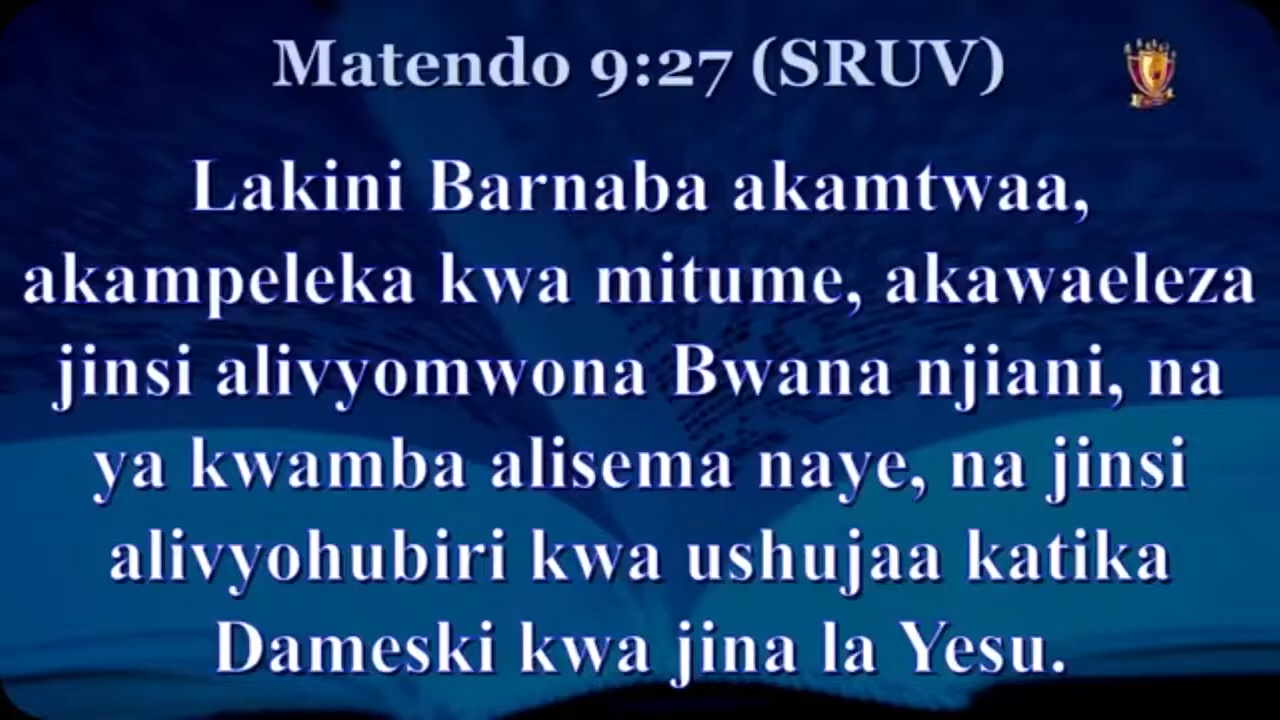 Matendo 9:27 (SRUV)
Lakini Barnaba akamtwaa,
akampeleka kwa mitume, akawaeleza
jinsi alivyomwona Bwana njiani, na
ya kwamba alisema naye, na jinsi
alivyohubiri kwa ushujaa katika
Dameski kwa jina la Yesu.